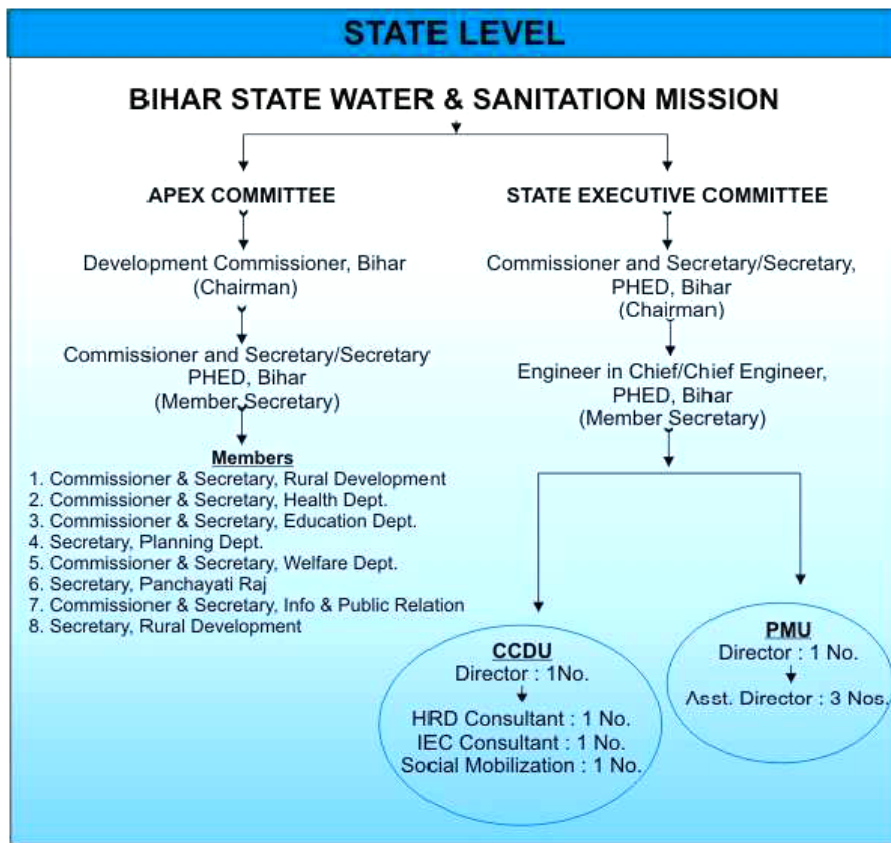 STATE LEVEL
BIHAR STATE WATER & SANITATION MISSION
APEX COMMITTEE
Development Commissioner, Bihar
(Chairman)
Commissioner and Secretary/Secretary
PHED, Bihar
(Member Secretary)
Members
1. Commissioner & Secretary, Rural Development
2. Commissioner & Secretary, Health Dept.
3. Commissioner & Secretary, Education Dept.
4. Secretary, Planning Dept.
5. Commissioner & Secretary, Welfare Dept.
6. Secretary, Panchayati Raj
7. Commissioner & Secretary, Info & Public Relation
8. Secretary, Rural Development
STATE EXECUTIVE COMMITTEE
Commissioner and Secretary/Secretary,
PHED, Bihar
(Chairman)
Engineer in Chief/Chief Engineer,
PHED, Bihar
(Member Secretary)
CCDU
Director : 1No.
HRD Consultant : 1 No.
IEC Consultant : 1 No.
Social Mobilization : 1 No.
PMU
Director : 1 No.
Asst. Director : 3 Nos.